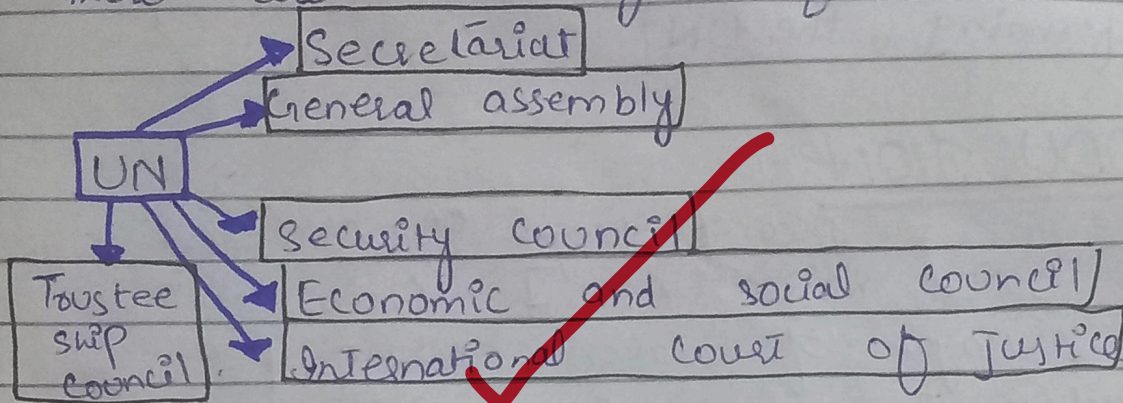 Secretariat
General assembly
UN
Security council
Trustee
ship
council
Economic and social council
International court of Justice